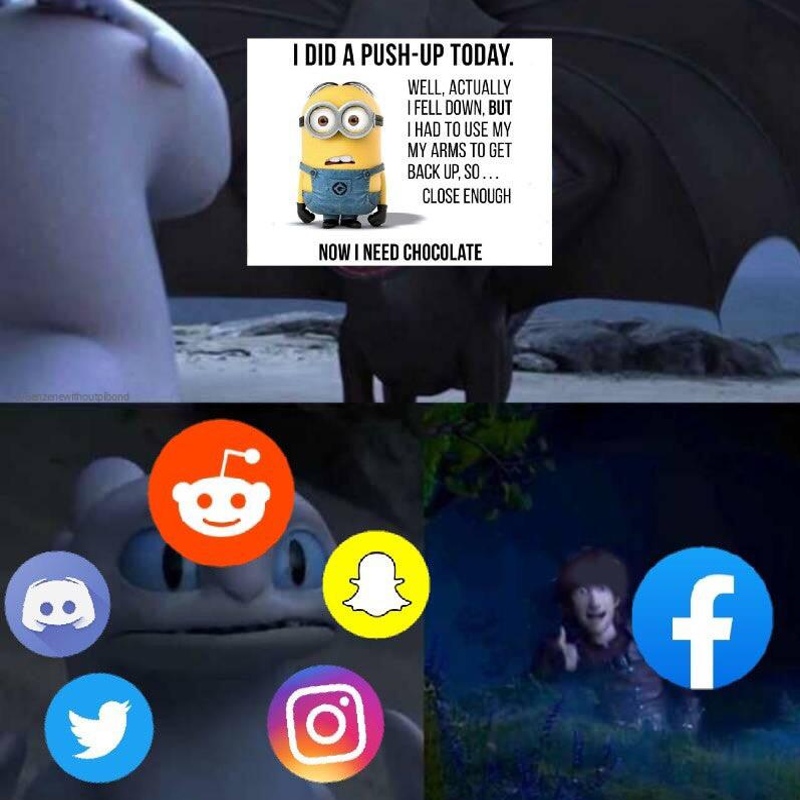 I DID A PUSH-UP TODAY.
WELL, ACTUALLY
I FELL DOWN, BUT
I HAD TO USE MY
MY ARMS TO GET
BACK UP, SO...
CLOSE ENOUGH
NOW I NEED CHOCOLATE